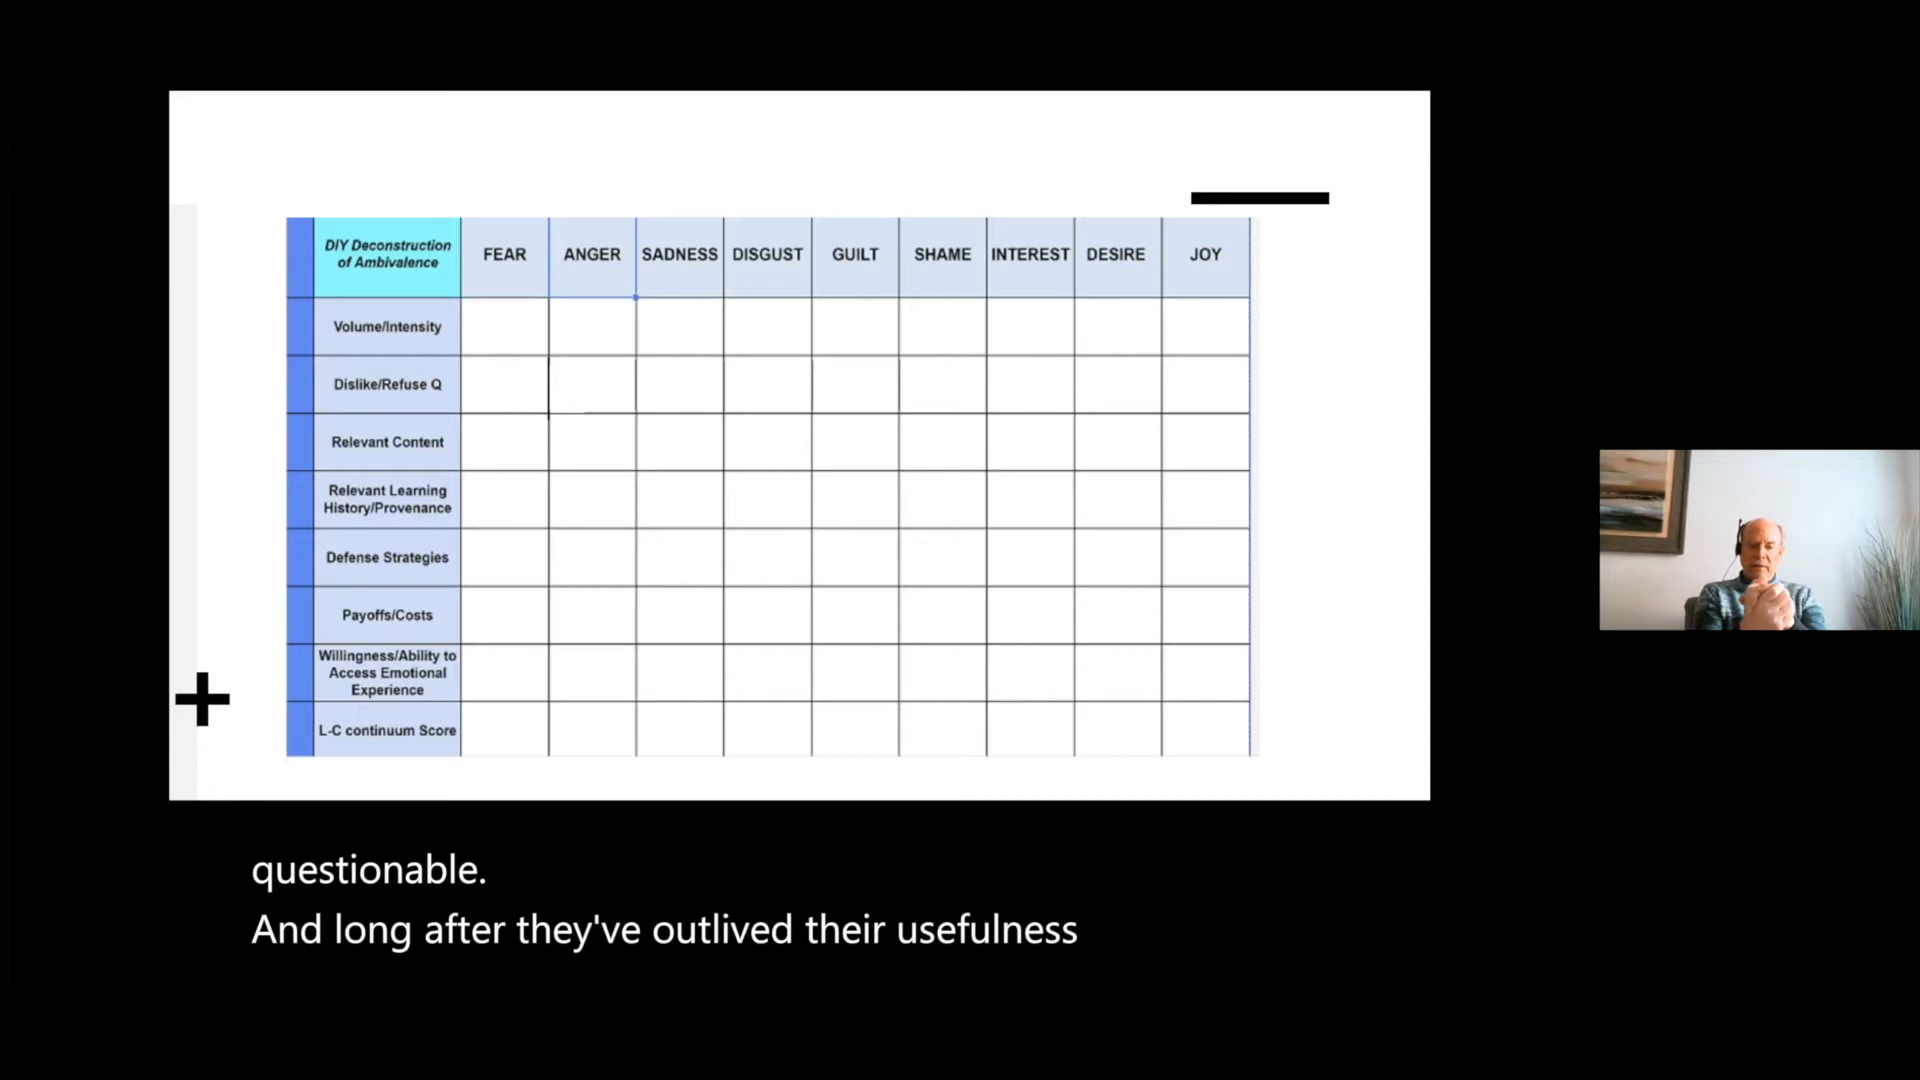 DIY Deconstruction
of Ambivalence
FEAR
ANGER
SADNESS
DISGUST
GUILT
SHAME
INTEREST
DESIRE
JOY
Volume/Intensity
Dislike/Refuse Q
Relevant Content
Relevant Learning
History/Provenance
Defense Strategies
Payoffs/Costs
Willingness/Ability to
Access Emotional
Experience
L-C continuum Score
questionable.
And long after they've outlived their usefulness